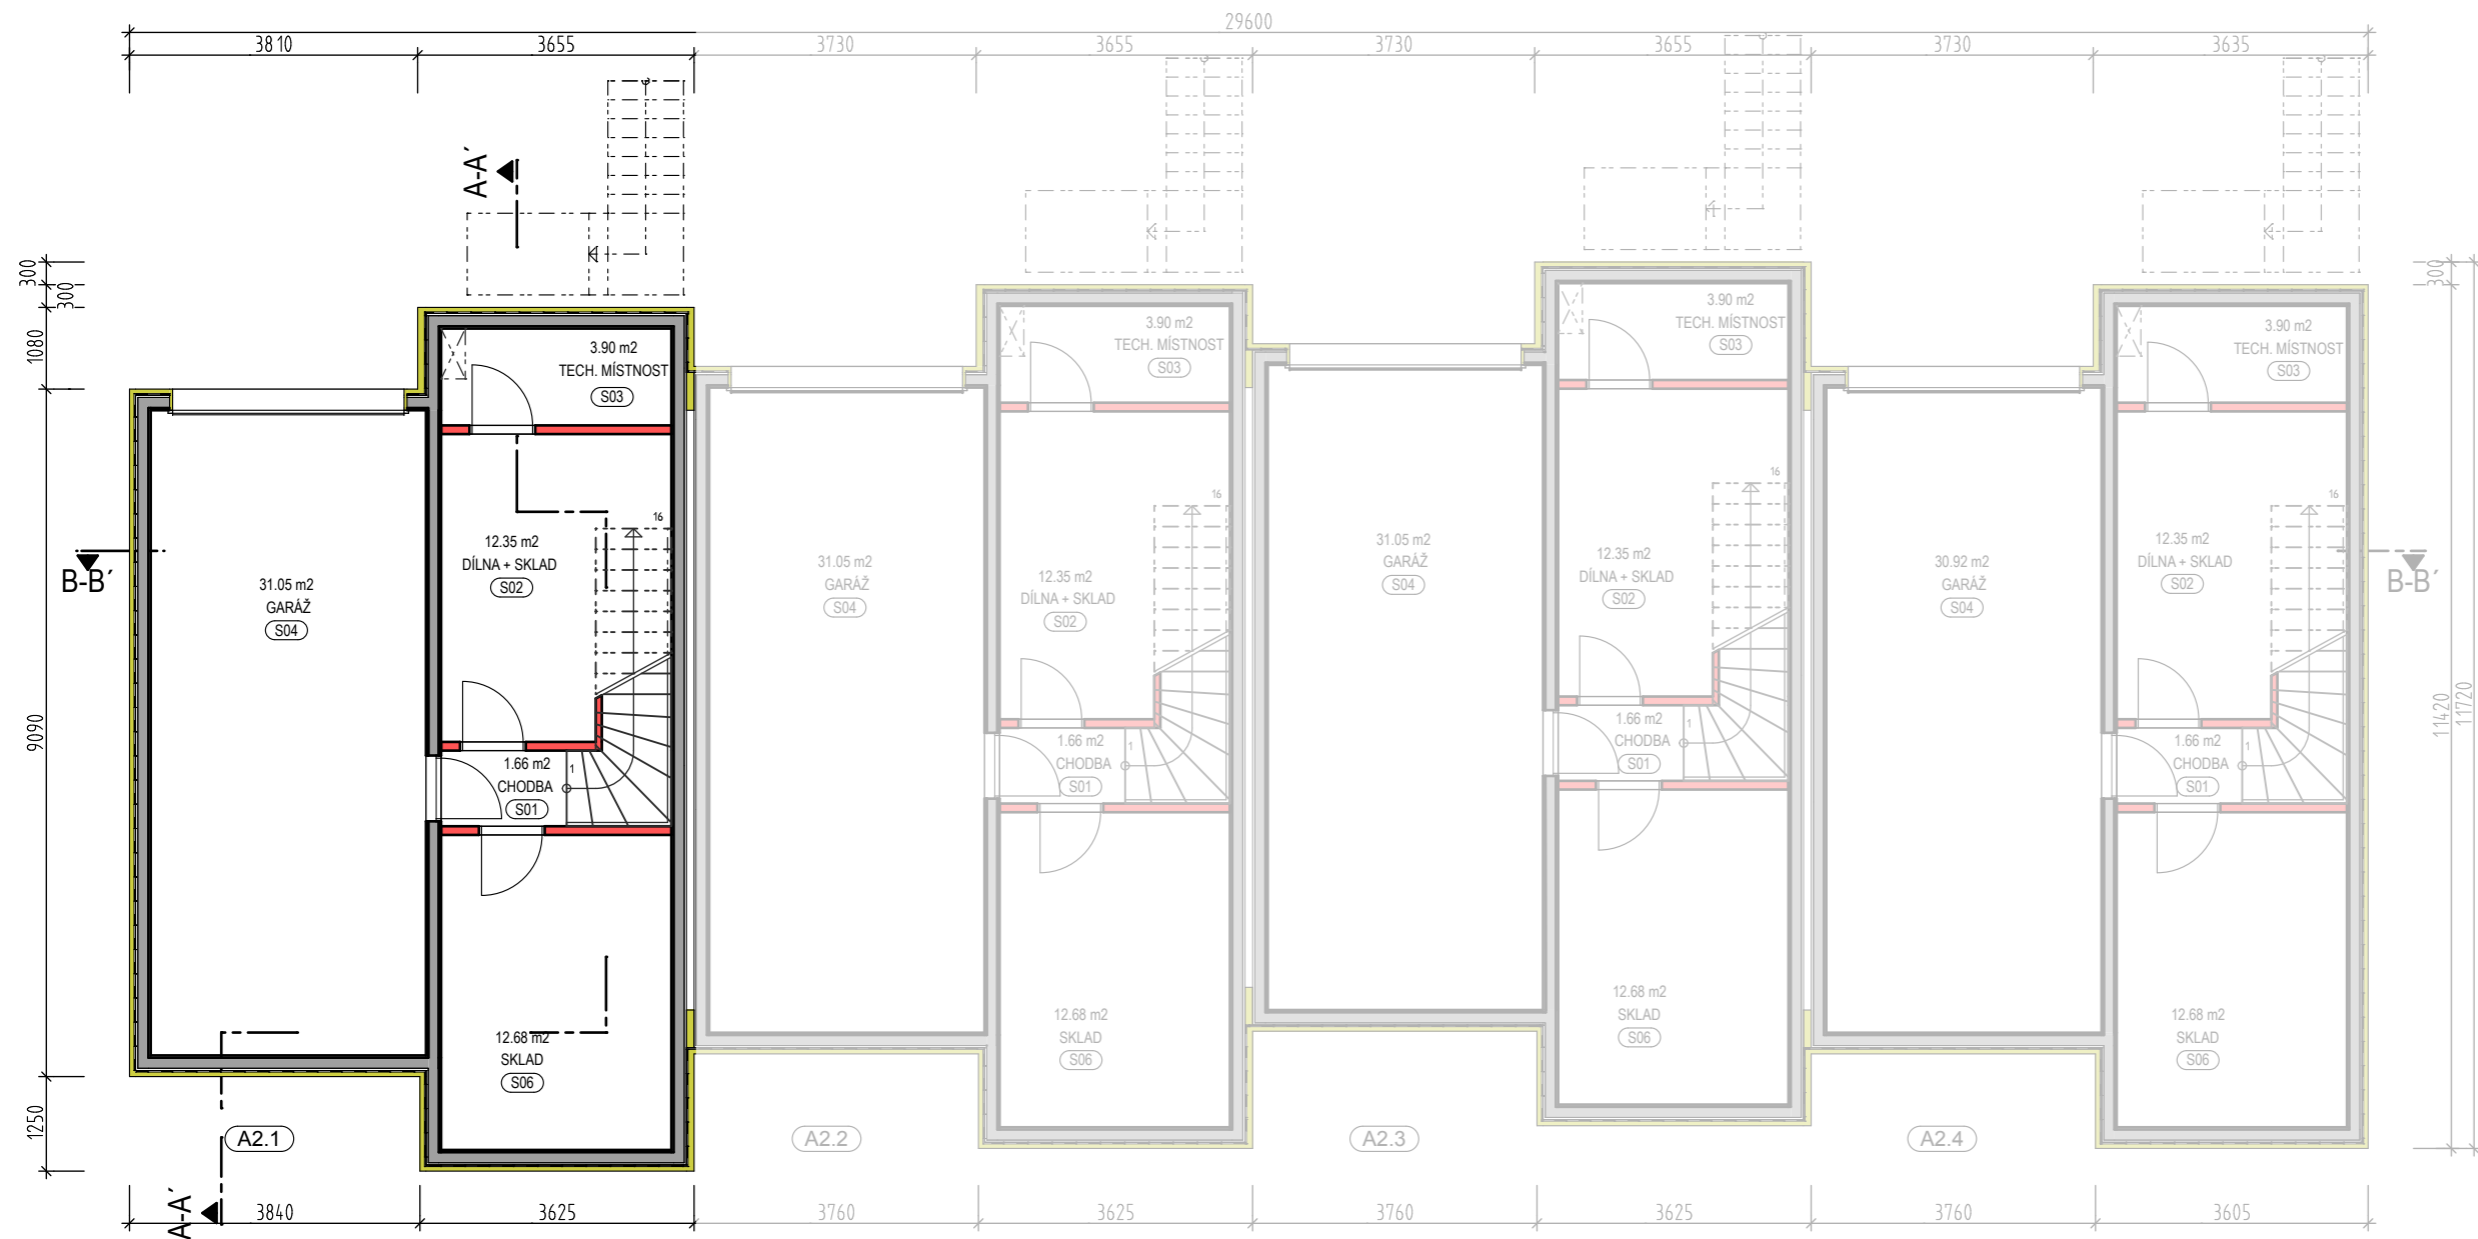 29600
3810 3655 3730 3655 3730 3655 3730 3635
A-A´
300
300
1080
9090
1250
300
11420
11720
B-B´
B-B´
3.90 m2
TECH. MÍSTNOST
S03
12.35 m2
DÍLNA + SKLAD
S02
16
31.05 m2
GARÁŽ
S04
1.66 m2
CHODBA
S01
1
12.68 m2
SKLAD
S06
A2.1
3.90 m2
TECH. MÍSTNOST
S03
12.35 m2
DÍLNA + SKLAD
S02
16
31.05 m2
GARÁŽ
S04
1.66 m2
CHODBA
S01
1
12.68 m2
SKLAD
S06
A2.2
3.90 m2
TECH. MÍSTNOST
S03
12.35 m2
DÍLNA + SKLAD
S02
16
31.05 m2
GARÁŽ
S04
1.66 m2
CHODBA
S01
1
12.68 m2
SKLAD
S06
A2.3
3.90 m2
TECH. MÍSTNOST
S03
12.35 m2
DÍLNA + SKLAD
S02
16
30.92 m2
GARÁŽ
S04
1.66 m2
CHODBA
S01
1
12.68 m2
SKLAD
S06
A2.4
A-A´
3840 3625 3760 3625 3760 3625 3760 3605